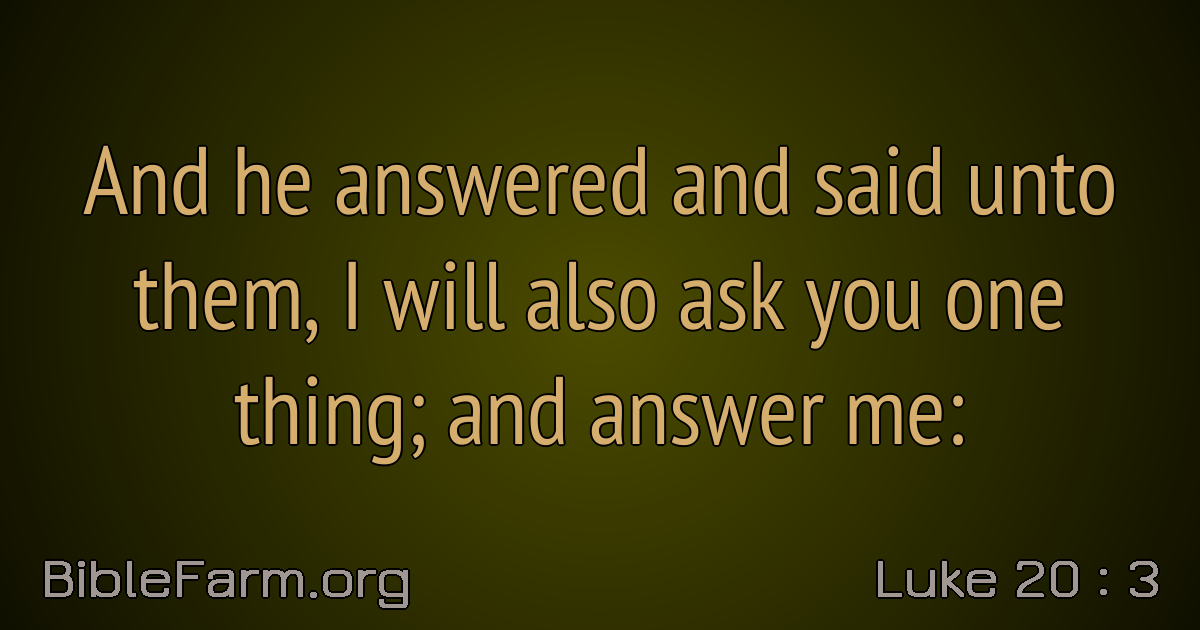 And he answered and said unto
them, I will also ask you one
thing; and answer me:
BibleFarm.org
Luke 20 : 3